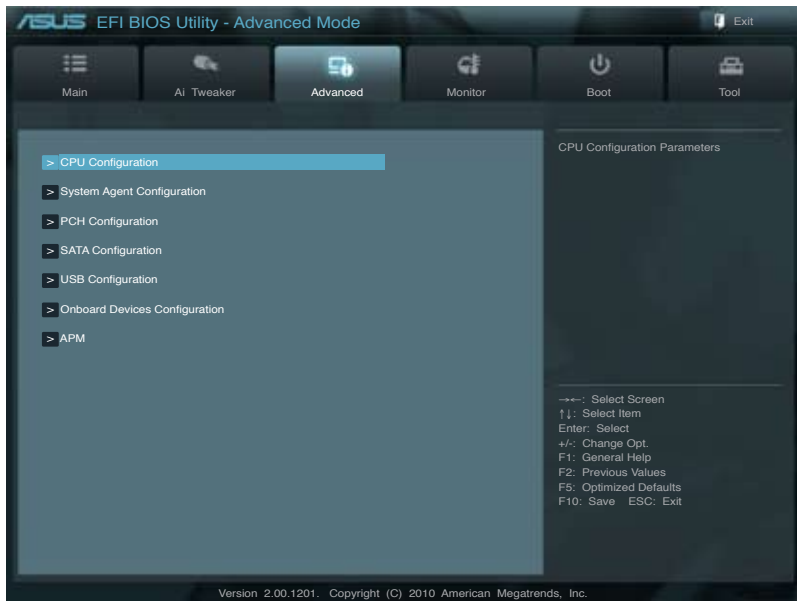 ASUS EFI BIOS Utility - Advanced Mode
Exit
Main
Ai Tweaker
Advanced
Monitor
Boot
Tool
> CPU Configuration
> System Agent Configuration
> PCH Configuration
> SATA Configuration
> USB Configuration
> Onboard Devices Configuration
> APM
CPU Configuration Parameters
→←: Select Screen
↑↓: Select Item
Enter: Select
+/-: Change Opt.
F1: General Help
F2: Previous Values
F5: Optimized Defaults
F10: Save ESC: Exit
Version 2.00.1201. Copyright (C) 2010 American Megatrends, Inc.